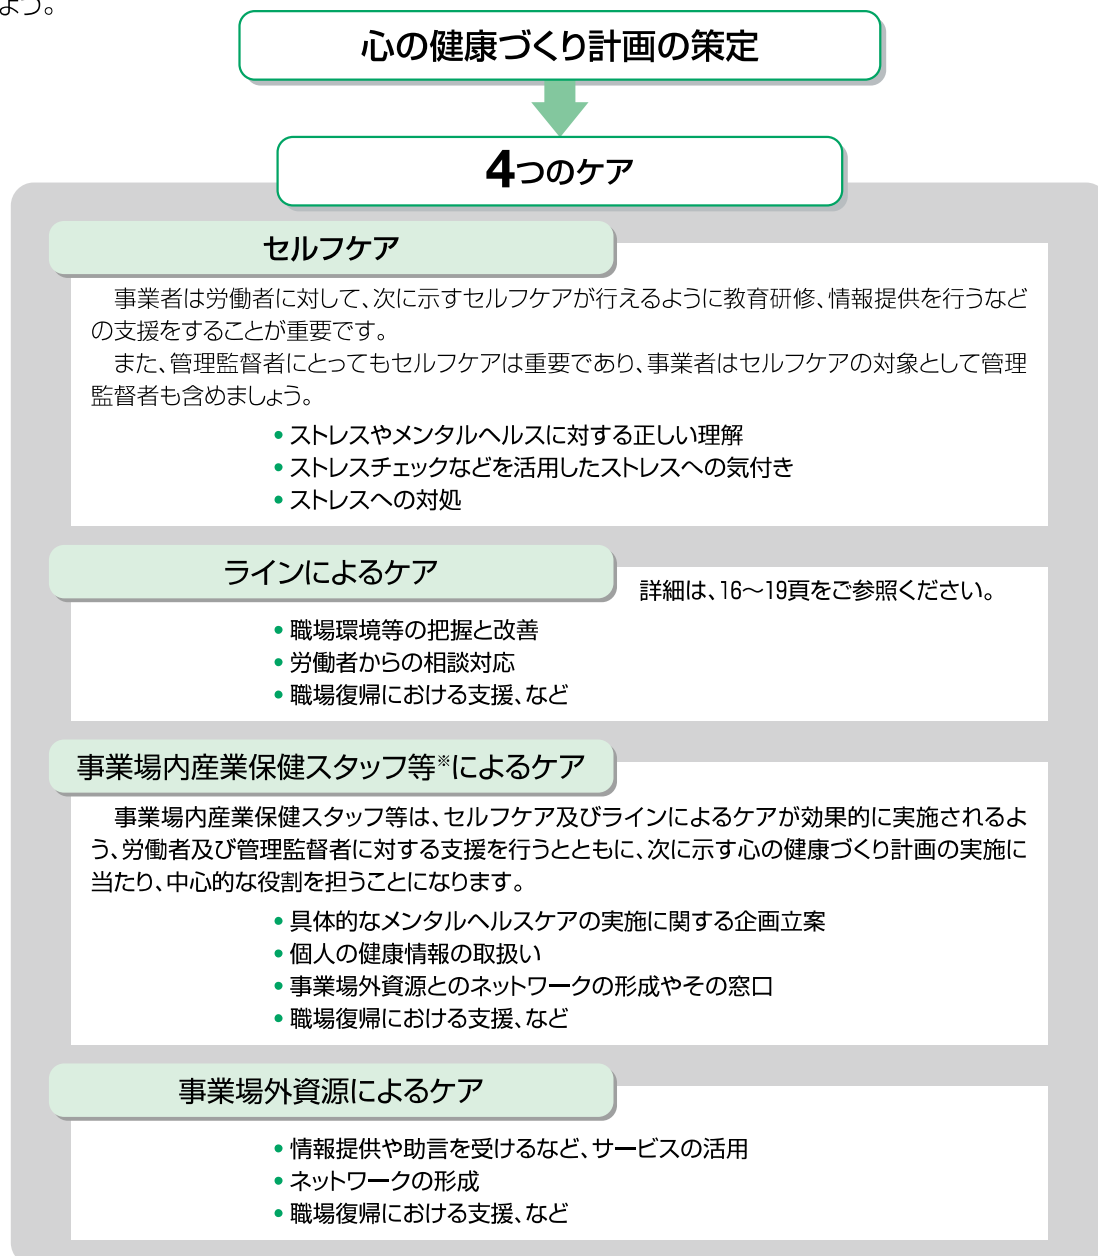 ょう。
心の健康づくり計画の策定
4つのケア
セルフケア
事業者は労働者に対して、次に示すセルフケアが行えるように教育研修、情報提供を行うなど
の支援をすることが重要です。
また、管理監督者にとってもセルフケアは重要であり、事業者はセルフケアの対象として管理
監督者も含めましょう。
• ストレスやメンタルヘルスに対する正しい理解
• ストレスチェックなどを活用したストレスへの気付き
• ストレスへの対処
ラインによるケア
詳細は、16～19頁をご参照ください。
• 職場環境等の把握と改善
• 労働者からの相談対応
• 職場復帰における支援、など
事業場内産業保健スタッフ等※によるケア
事業場内産業保健スタッフ等は、セルフケア及びラインによるケアが効果的に実施されるよ
う、労働者及び管理監督者に対する支援を行うとともに、次に示す心の健康づくり計画の実施に
当たり、中心的な役割を担うことになります。
• 具体的なメンタルヘルスケアの実施に関する企画立案
• 個人の健康情報の取扱い
• 事業場外資源とのネットワークの形成やその窓口
• 職場復帰における支援、など
事業場外資源によるケア
• 情報提供や助言を受けるなど、サービスの活用
• ネットワークの形成
• 職場復帰における支援、など